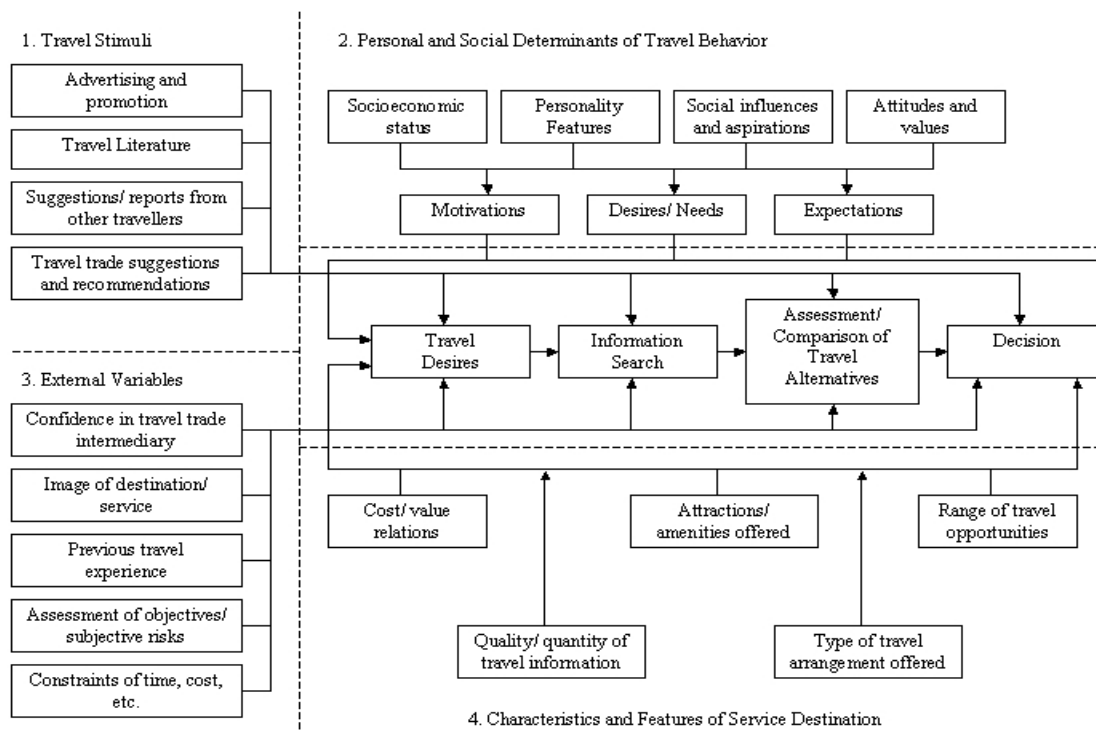 1. Travel Stimuli
Advertising and
promotion
Travel Literature
Suggestions/ reports from
other travellers
Travel trade suggestions
and recommendations
2. Personal and Social Determinants of Travel Behavior
Socioeconomic
status
Personality
Features
Social influences
and aspirations
Attitudes and
values
Motivations
Desires/ Needs
Expectations
Travel
Desires
Information
Search
Assessment/
Comparison of
Travel
Alternatives
Decision
3. External Variables
Confidence in travel trade
intermediary
Image of destination/
service
Previous travel
experience
Assessment of objectives/
subjective risks
Constraints of time, cost,
etc.
Cost/ value
relations
Attractions/
amenities offered
Range of travel
opportunities
Quality/ quantity of
travel information
Type of travel
arrangement offered
4. Characteristics and Features of Service Destination